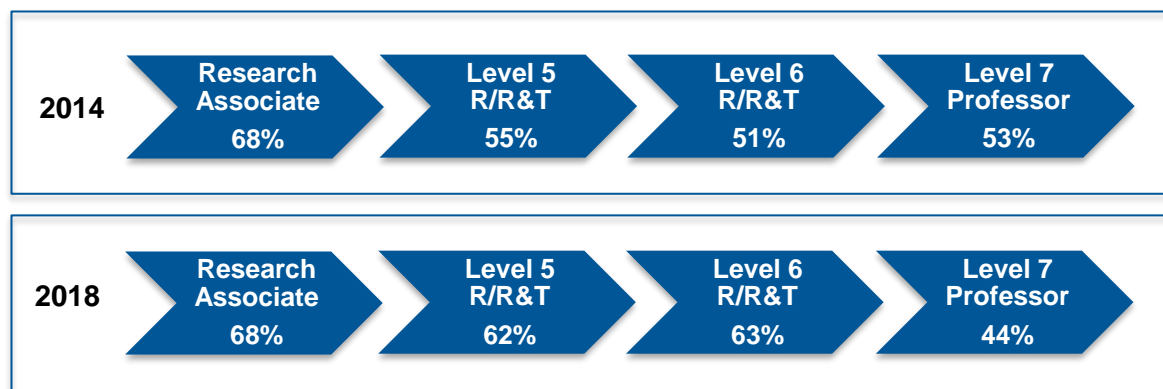 2014
Research
Associate
68%
Level 5
R/R&T
55%
Level 6
R/R&T
51%
Level 7
Professor
53%
2018
Research
Associate
68%
Level 5
R/R&T
62%
Level 6
R/R&T
63%
Level 7
Professor
44%